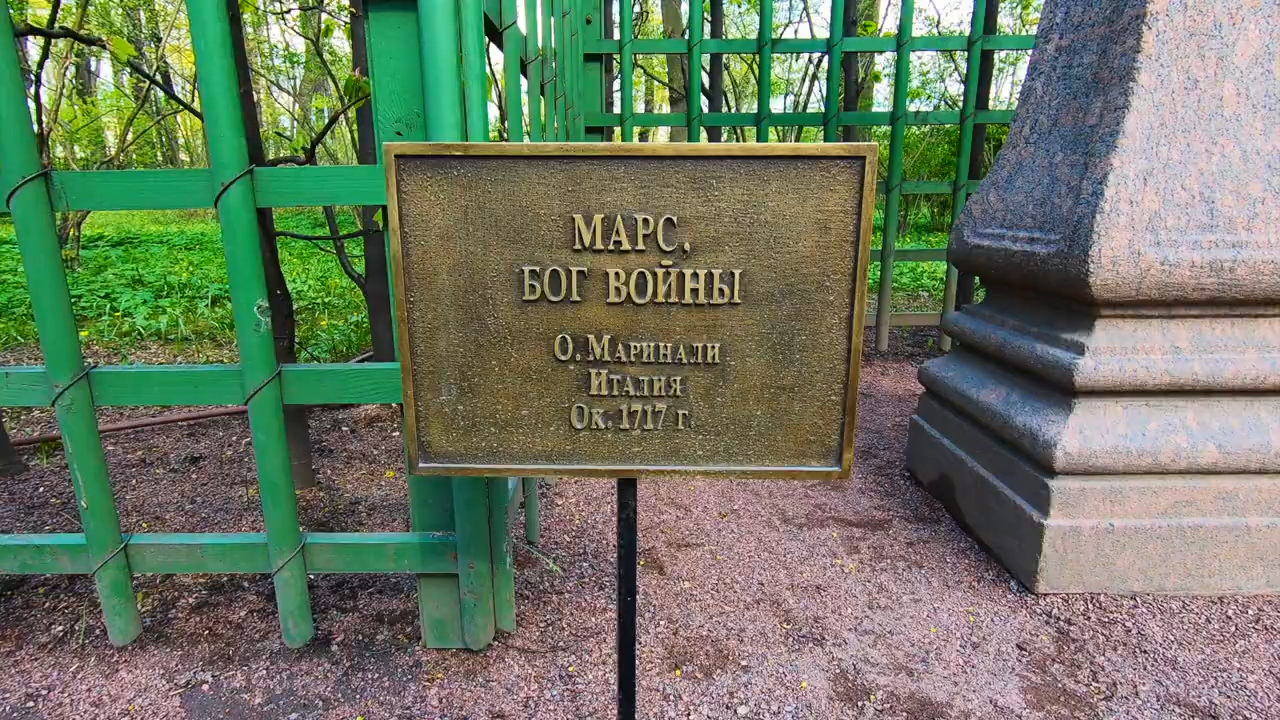 МАРС,
БОГ ВОЙНЫ
О. МАРИНАЛИ
ИТАЛИЯ
ОК. 1717 г.